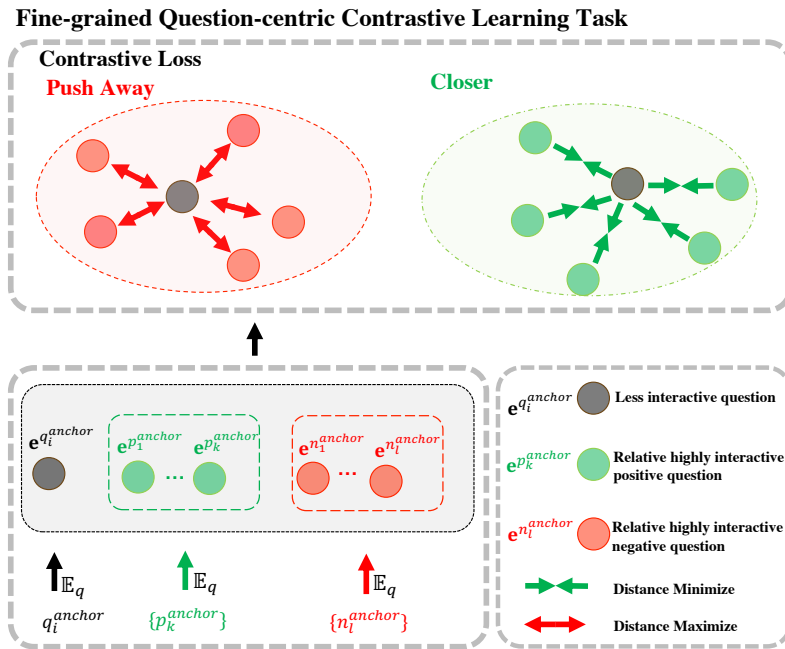 Fine-grained Question-centric Contrastive Learning Task
Contrastive Loss
Push Away
Closer
e^{q_i^{anchor}}
e^{p_1^{anchor}} e^{p_k^{anchor}}
e^{n_1^{anchor}} e^{n_l^{anchor}}
... ...
𝔼_q 𝔼_q 𝔼_q
q_i^{anchor} {p_k^{anchor}} {n_l^{anchor}}
e^{q_i^{anchor}} Less interactive question
e^{p_k^{anchor}} Relative highly interactive
positive question
e^{n_l^{anchor}} Relative highly interactive
negative question
Distance Minimize
Distance Maximize